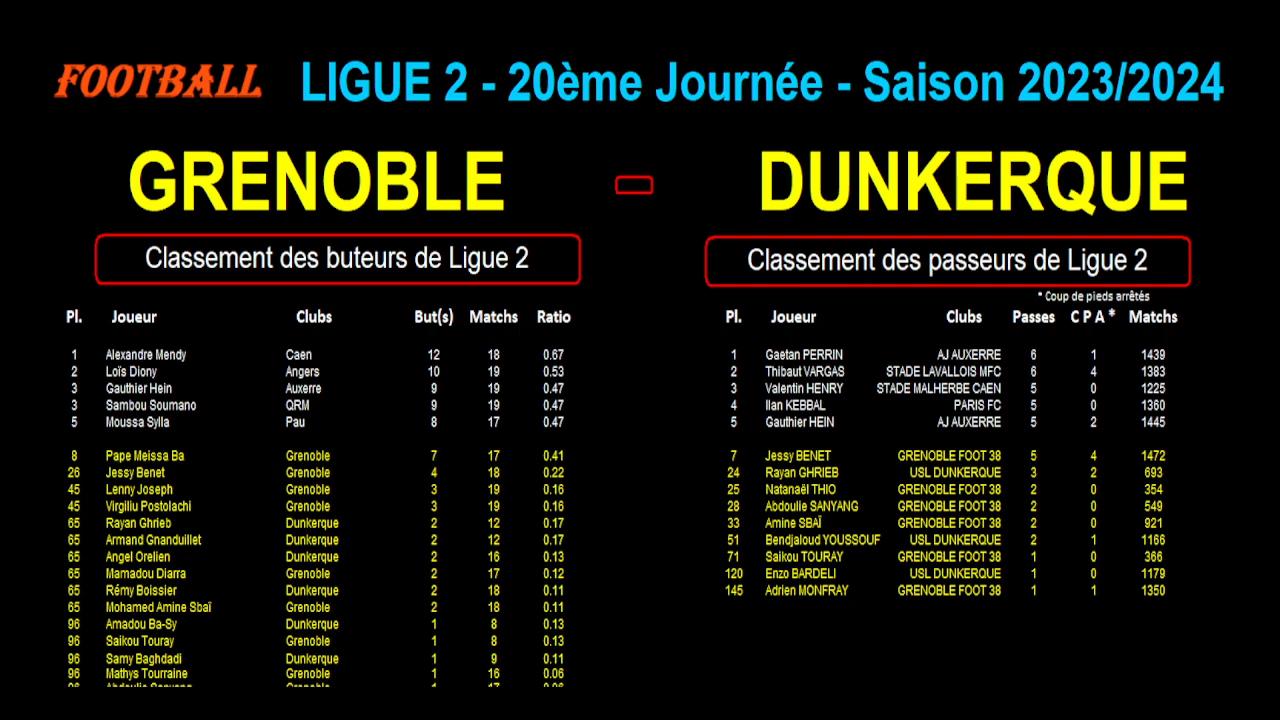 FOOTBALL LIGUE 2 - 20ème Journée - Saison 2023/2024
GRENOBLE - DUNKERQUE
Classement des buteurs de Ligue 2
Pl. Joueur Clubs But(s) Matchs Ratio
1 Alexandre Mendy Caen 12 18 0.67
2 Loïs Diony Angers 10 19 0.53
3 Gauthier Hein Auxerre 9 19 0.47
3 Sambou Soumano QRM 9 19 0.47
5 Moussa Sylla Pau 8 17 0.47
8 Pape Meissa Ba Grenoble 7 17 0.41
26 Jessy Benet Grenoble 4 18 0.22
45 Lenny Joseph Grenoble 3 19 0.16
45 Virgiliu Postolachi Grenoble 3 19 0.16
65 Rayan Ghrieb Dunkerque 2 12 0.17
65 Armand Gnanduillet Dunkerque 2 12 0.17
65 Angel Orelien Dunkerque 2 16 0.13
65 Mamadou Diarra Grenoble 2 17 0.12
65 Rémy Boissier Dunkerque 2 18 0.11
65 Mohamed Amine Sbaï Grenoble 2 18 0.11
96 Amadou Ba-Sy Dunkerque 1 8 0.13
96 Saikou Touray Grenoble 1 8 0.13
96 Samy Baghdadi Dunkerque 1 9 0.11
96 Mathys Tourraine Grenoble 1 16 0.06
96 Abdoulie Sanyang Grenoble 1 17 0.06
Classement des passeurs de Ligue 2
* Coup de pieds arrêtés
Pl. Joueur Clubs Passes C P A * Matchs
1 Gaetan PERRIN AJ AUXERRE 6 1 1439
2 Thibaut VARGAS STADE LAVALLOIS MFC 6 4 1383
3 Valentin HENRY STADE MALHERBE CAEN 5 0 1225
4 Ilan KEBBAL PARIS FC 5 0 1360
5 Gauthier HEIN AJ AUXERRE 5 2 1445
7 Jessy BENET GRENOBLE FOOT 38 5 4 1472
24 Rayan GHRIEB USL DUNKERQUE 3 2 693
25 Natanaël THIO GRENOBLE FOOT 38 2 0 354
28 Abdoulie SANYANG GRENOBLE FOOT 38 2 0 549
33 Amine SBAÏ GRENOBLE FOOT 38 2 0 921
51 Bendjaloud YOUSSOUF USL DUNKERQUE 2 1 1166
71 Saikou TOURAY GRENOBLE FOOT 38 1 0 366
120 Enzo BARDELI USL DUNKERQUE 1 0 1179
145 Adrien MONFRAY GRENOBLE FOOT 38 1 1 1350